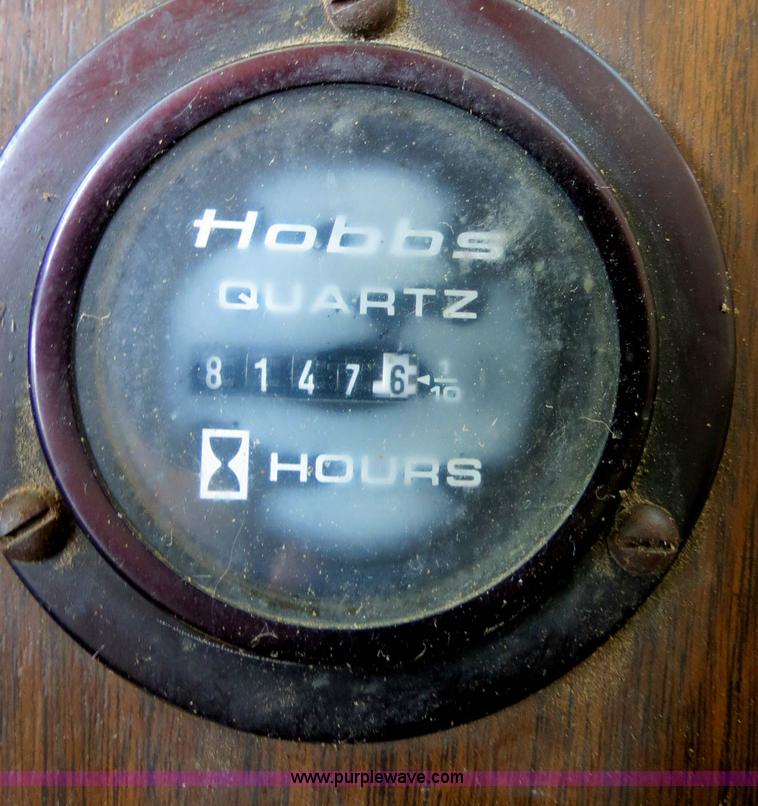 Hobbs
QUARTZ
8 1 4 7 6 1/10
HOURS
www.purplewave.com